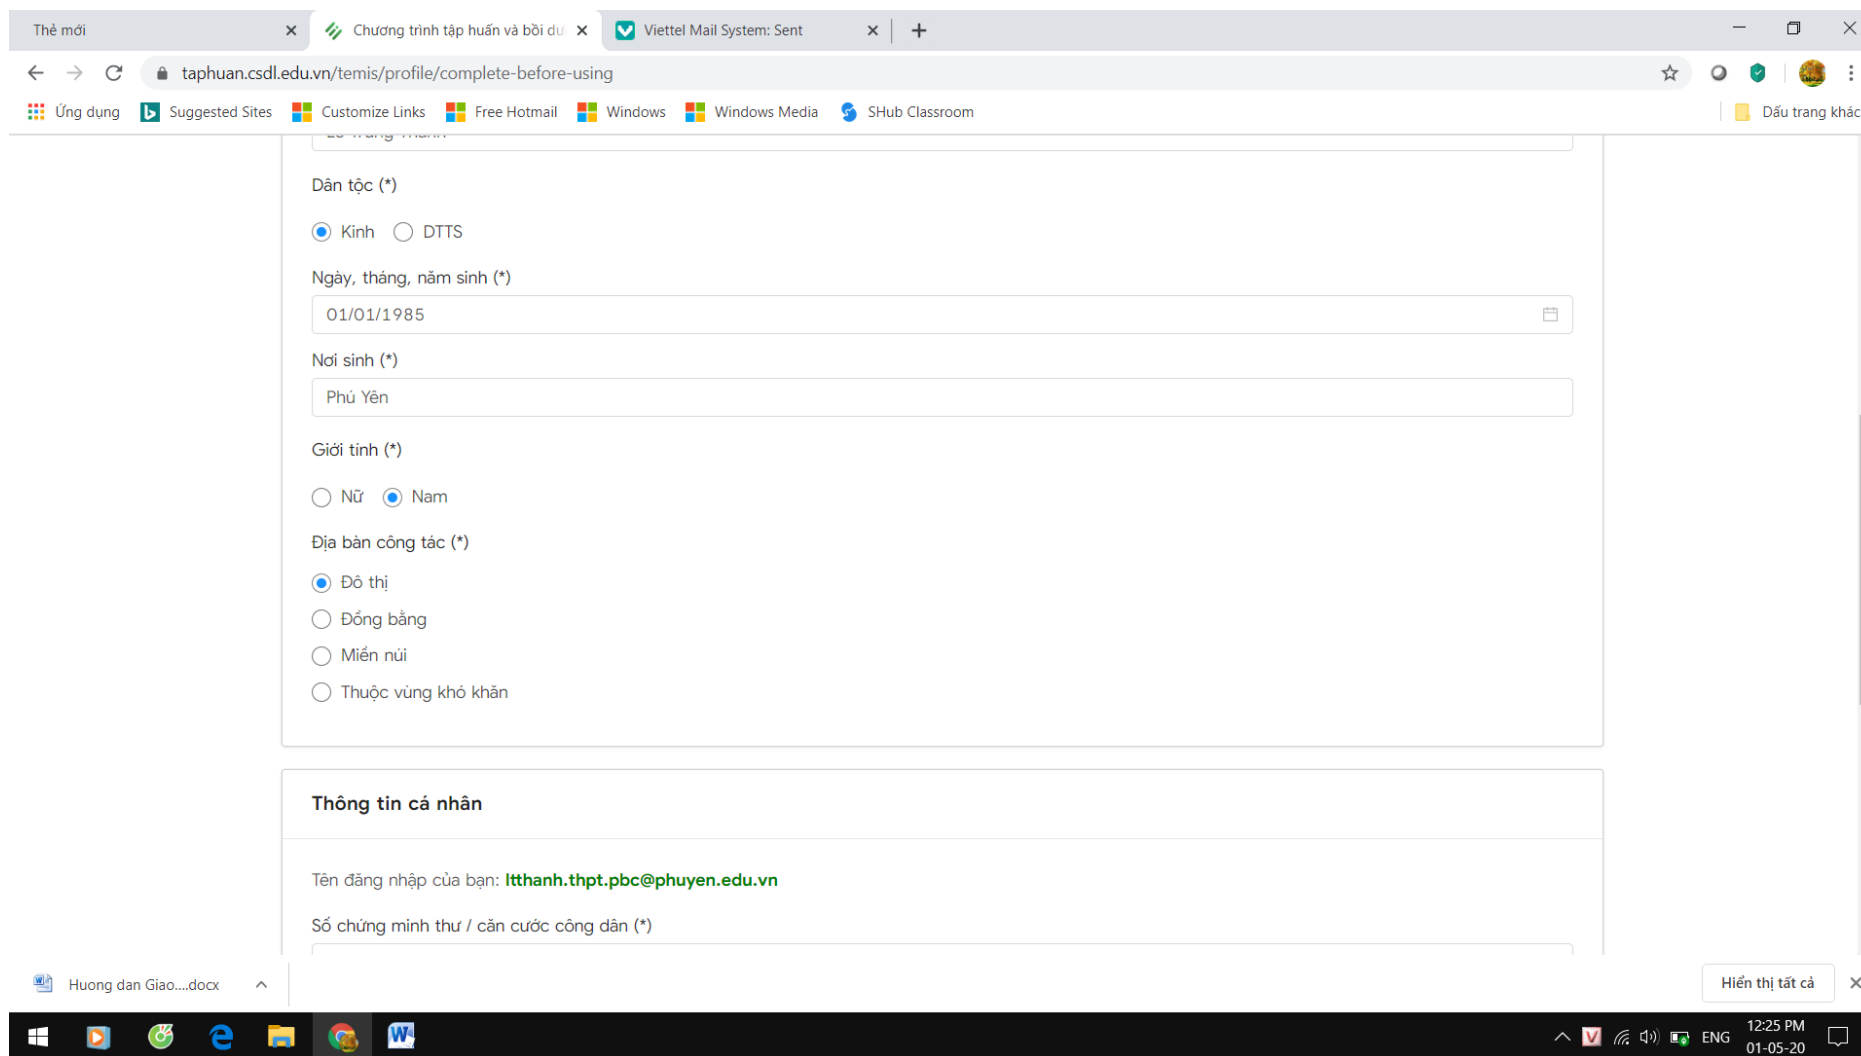 Thẻ mới
Chương trình tập huấn và bồi dư
Viettel Mail System: Sent
taphuan.csdl.edu.vn/temis/profile/complete-before-using
Ứng dụng Suggested Sites Customize Links Free Hotmail Windows Windows Media SHub Classroom Dấu trang khác
Dân tộc (*)
Kinh DTTS
Ngày, tháng, năm sinh (*)
01/01/1985
Nơi sinh (*)
Phú Yên
Giới tính (*)
Nữ Nam
Địa bàn công tác (*)
Đô thị
Đồng bằng
Miền núi
Thuộc vùng khó khăn
Thông tin cá nhân
Tên đăng nhập của bạn: ltthanh.thpt.pbc@phuyen.edu.vn
Số chứng minh thư / căn cước công dân (*)
Huong dan Giao....docx
Hiển thị tất cả
ENG
12:25 PM
01-05-20